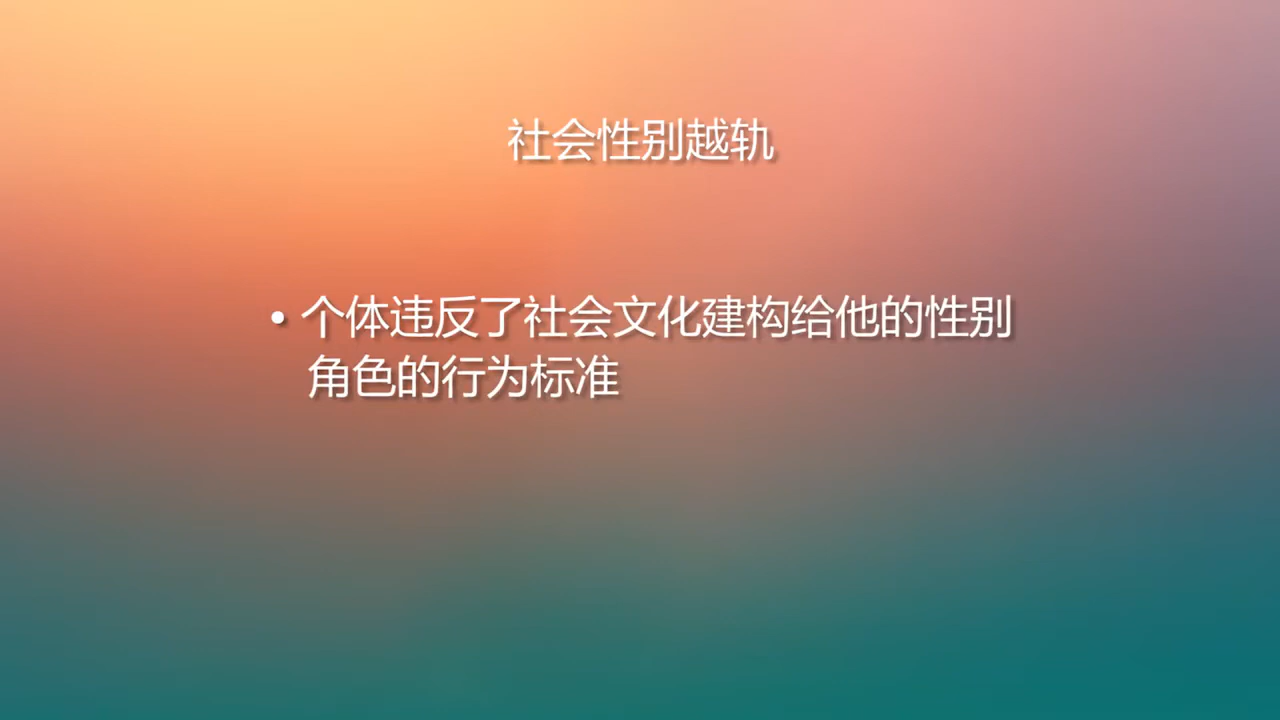 社会性别越轨
• 个体违反了社会文化建构给他的性别
角色的行为标准